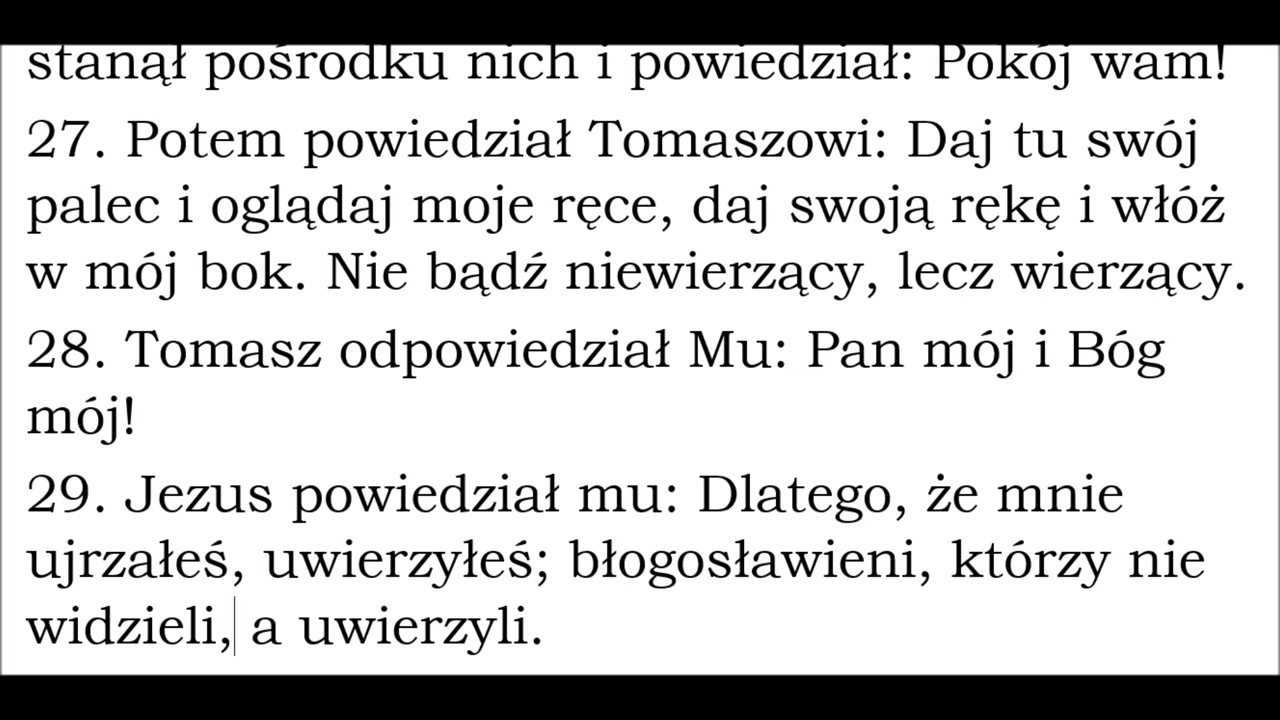 stanął pośrodku nich i powiedział: Pokój wam!
27. Potem powiedział Tomaszowi: Daj tu swój
palec i oglądaj moje ręce, daj swoją rękę i włóż
w mój bok. Nie bądź niewierzący, lecz wierzący.
28. Tomasz odpowiedział Mu: Pan mój i Bóg
mój!
29. Jezus powiedział mu: Dlatego, że mnie
ujrzałeś, uwierzyłeś; błogosławieni, którzy nie
widzieli, a uwierzyli.